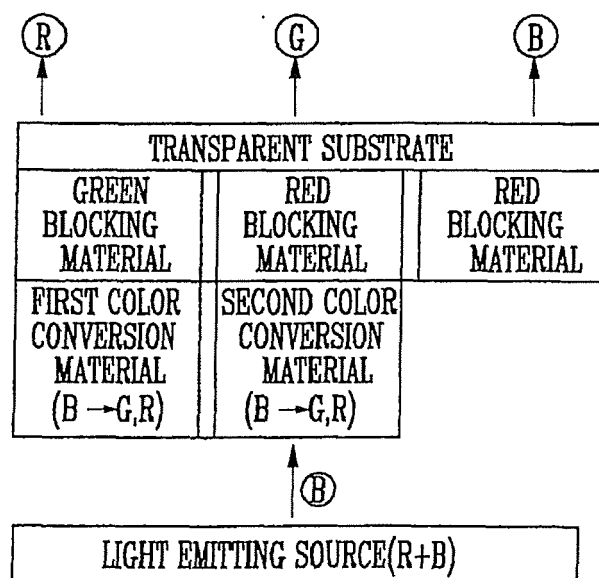 R G B
TRANSPARENT SUBSTRATE
GREEN
BLOCKING
MATERIAL
RED
BLOCKING
MATERIAL
RED
BLOCKING
MATERIAL
FIRST COLOR
CONVERSION
MATERIAL
(B →G,R)
SECOND COLOR
CONVERSION
MATERIAL
(B →G,R)
B
LIGHT EMITTING SOURCE(R+B)